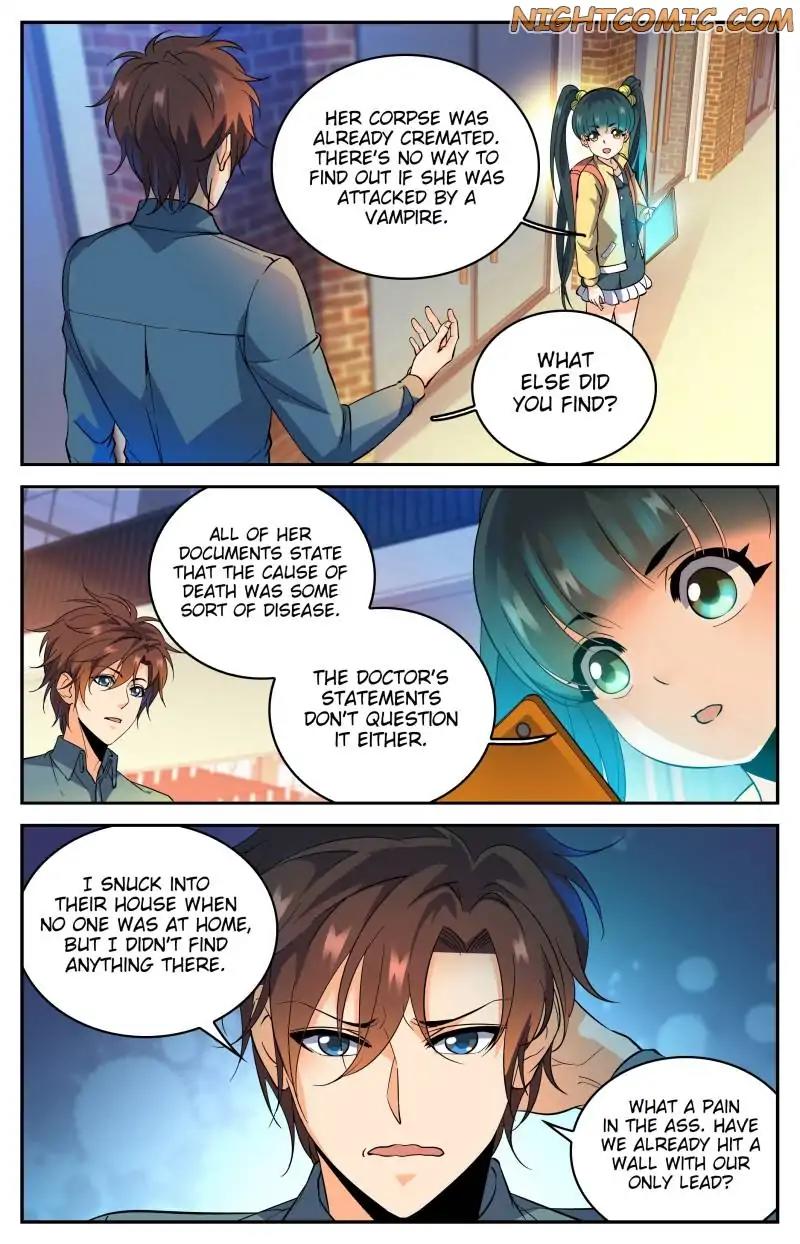 NIGHTCOMIC.COM
HER CORPSE WAS
ALREADY CREMATED.
THERE'S NO WAY TO
FIND OUT IF SHE WAS
ATTACKED BY A
VAMPIRE.
WHAT
ELSE DID
YOU FIND?
ALL OF HER
DOCUMENTS STATE
THAT THE CAUSE OF
DEATH WAS SOME
SORT OF DISEASE.
THE DOCTOR'S
STATEMENTS
DON'T QUESTION
IT EITHER.
I SNUCK INTO
THEIR HOUSE WHEN
NO ONE WAS AT HOME,
BUT I DIDN'T FIND
ANYTHING THERE.
WHAT A PAIN
IN THE ASS. HAVE
WE ALREADY HIT A
WALL WITH OUR
ONLY LEAD?